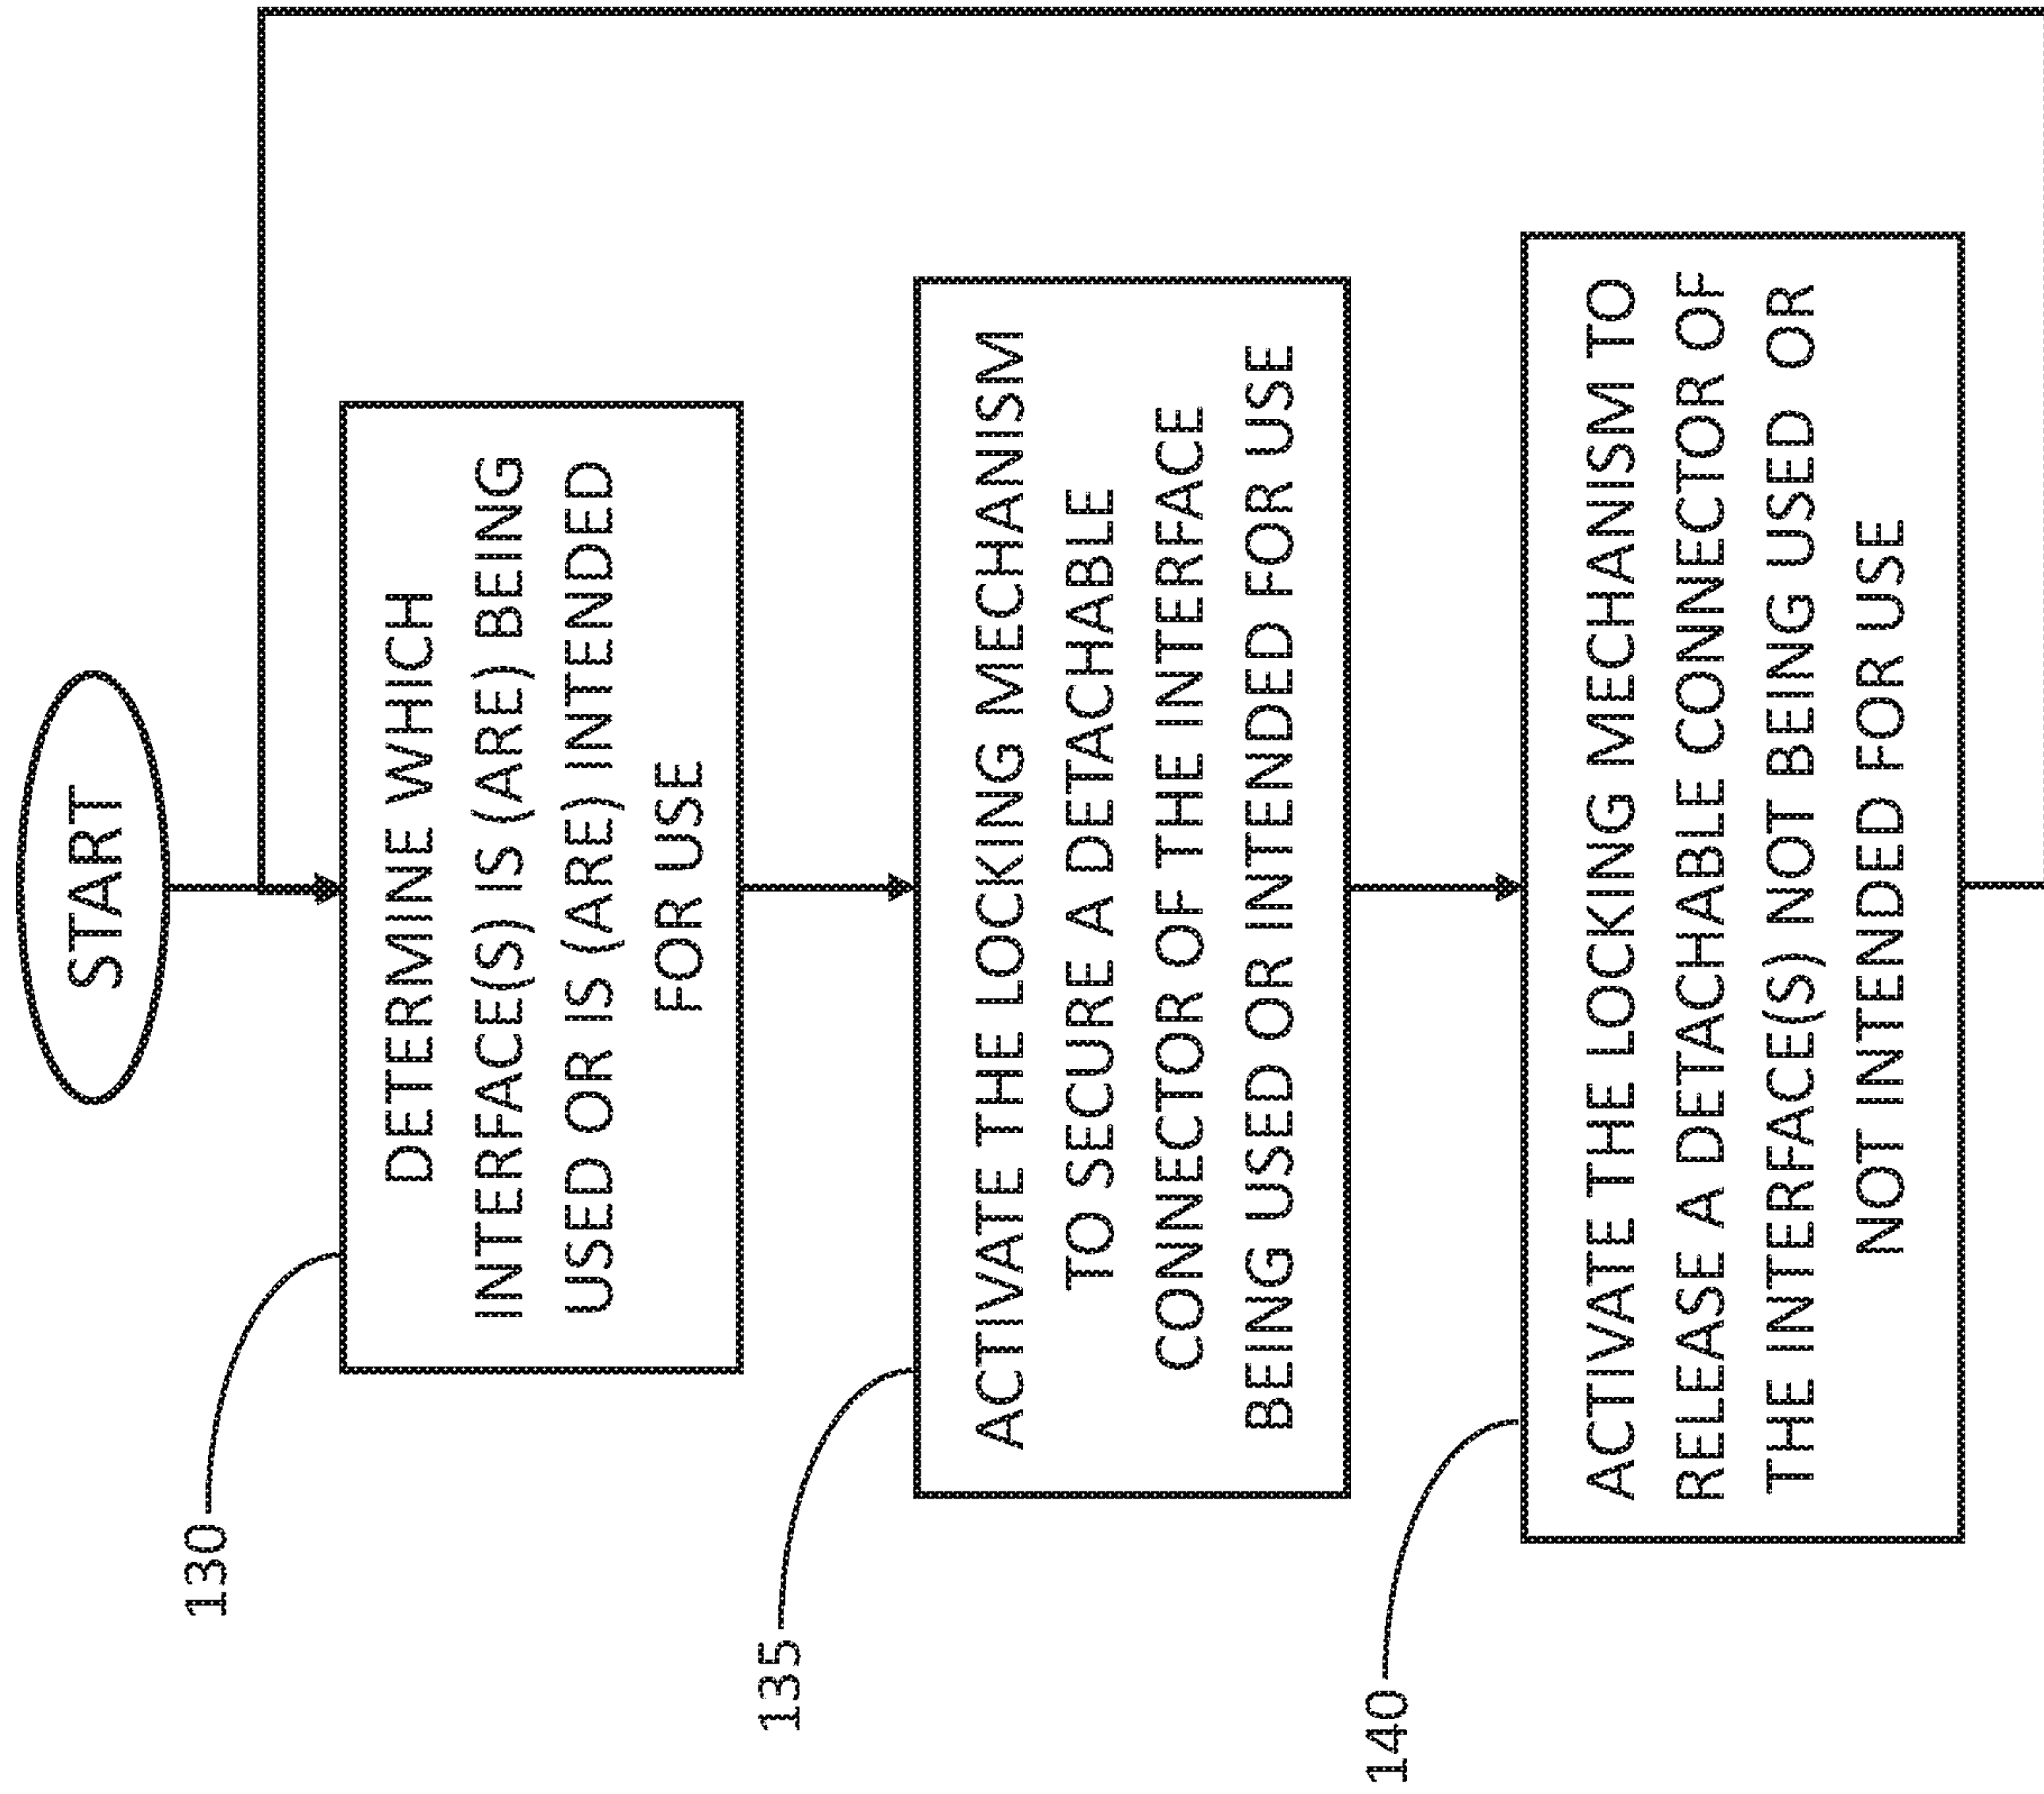 START
130
DETERMINE WHICH
INTERFACE(S) IS (ARE) BEING
USED OR IS (ARE) INTENDED
FOR USE
135
ACTIVATE THE LOCKING MECHANISM
TO SECURE A DETACHABLE
CONNECTOR OF THE INTERFACE
BEING USED OR INTENDED FOR USE
140
ACTIVATE THE LOCKING MECHANISM TO
RELEASE A DETACHABLE CONNECTOR OF
THE INTERFACE(S) NOT BEING USED OR
NOT INTENDED FOR USE